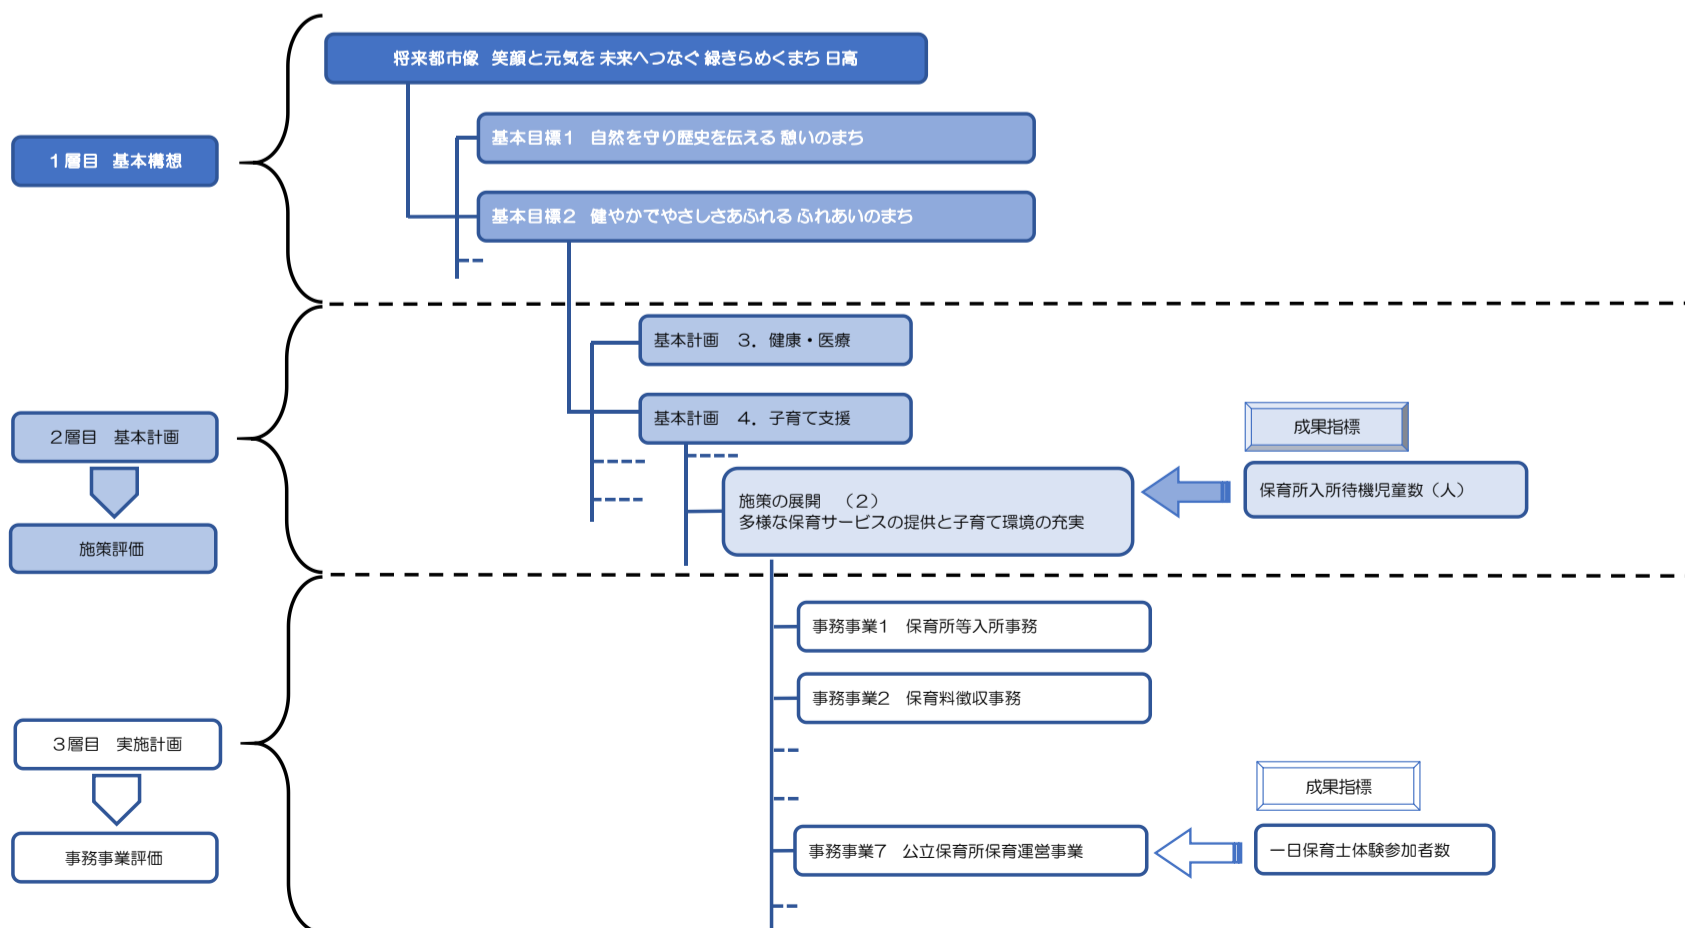 将来都市像 笑顔と元気を 未来へつなぐ 緑きらめくまち 日高
基本目標1 自然を守り歴史を伝える 憩いのまち
1層目 基本構想
基本目標2 健やかでやさしさあふれる ふれあいのまち
基本計画 3．健康・医療
基本計画 4．子育て支援
2層目 基本計画
成果指標
保育所入所待機児童数（人）
施策の展開 （2）
多様な保育サービスの提供と子育て環境の充実
施策評価
事務事業1 保育所等入所事務
事務事業2 保育料徴収事務
3層目 実施計画
成果指標
事務事業7 公立保育所保育運営事業
一日保育士体験参加者数
事務事業評価